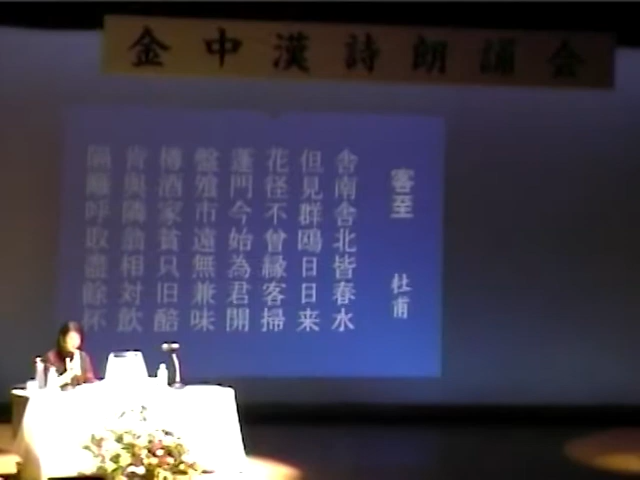 金中漢詩朗誦会
客至
杜甫
舎南舎北皆春水
但見群鴎日日来
花径不曾縁客掃
蓬門今始為君開
盤飧市遠無兼味
樽酒家貧只旧醅
肯与隣翁相対飲
隔籬呼取尽余杯